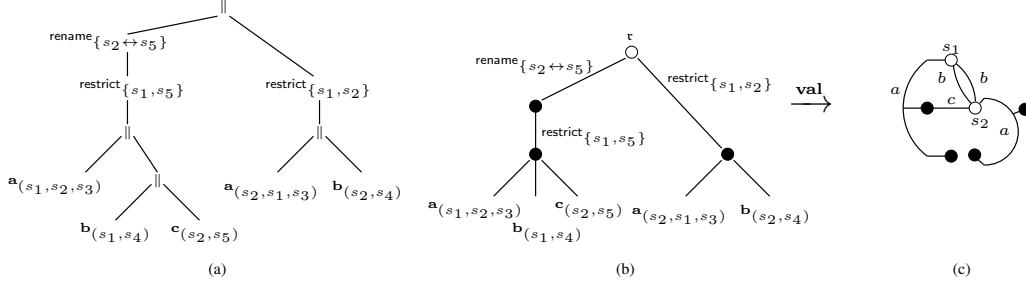 ||
rename{s2↔s5}
restrict{s1,s5}
restrict{s1,s2}
||
||
a(s1,s2,s3)
||
a(s2,s1,s3)
b(s2,s4)
b(s1,s4)
c(s2,s5)
(a)
r
rename{s2↔s5}
restrict{s1,s2}
restrict{s1,s5}
a(s1,s2,s3)
c(s2,s5)
b(s1,s4)
a(s2,s1,s3)
b(s2,s4)
(b)
val
s1
b
b
a
c
s2
a
(c)